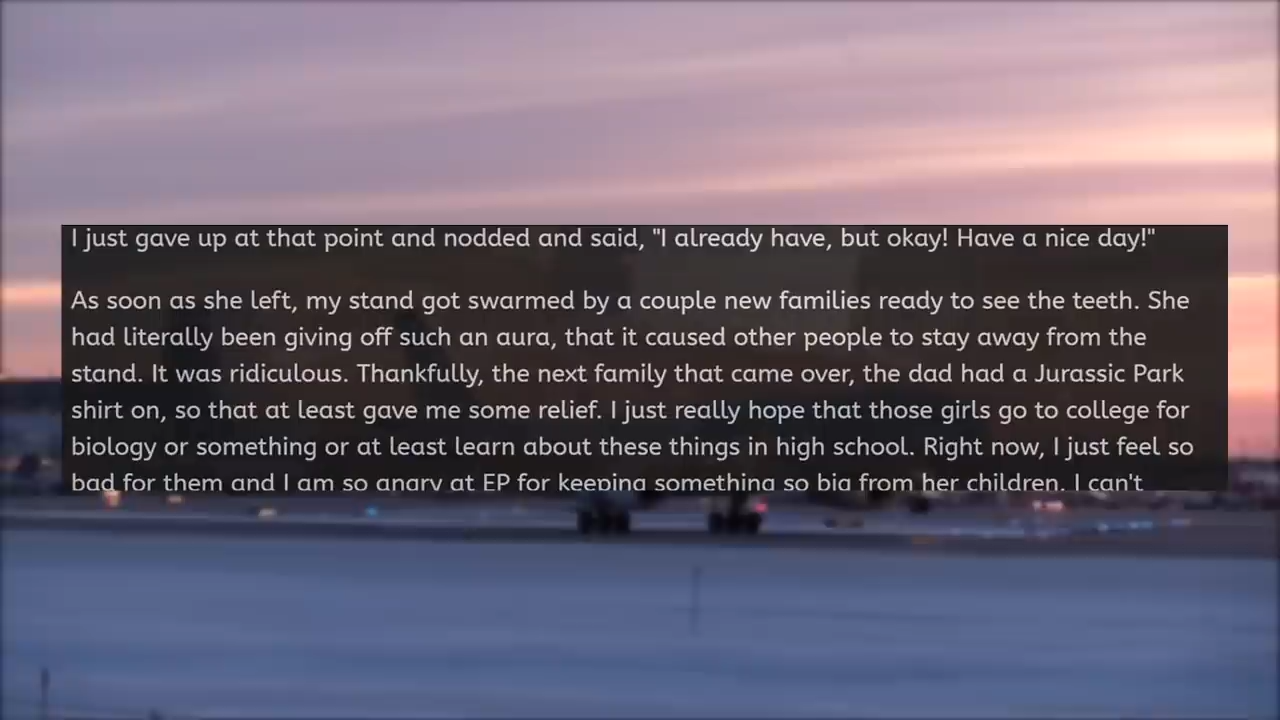 I just gave up at that point and nodded and said, "I already have, but okay! Have a nice day!"
As soon as she left, my stand got swarmed by a couple new families ready to see the teeth. She
had literally been giving off such an aura, that it caused other people to stay away from the
stand. It was ridiculous. Thankfully, the next family that came over, the dad had a Jurassic Park
shirt on, so that at least gave me some relief. I just really hope that those girls go to college for
biology or something or at least learn about these things in high school. Right now, I just feel so
bad for them and I am so angry at EP for keeping something so big from her children. I can't